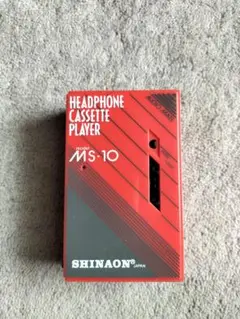 HEADPHONE
CASSETTE
PLAYER
MS-10
SHINAON®
JAPAN